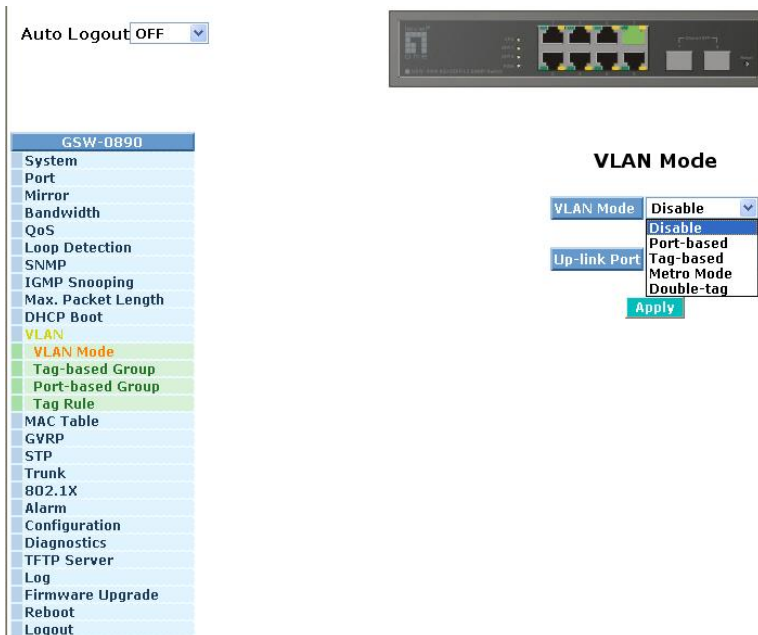 Auto Logout OFF
GSW-0890
System
Port
Mirror
Bandwidth
QoS
Loop Detection
SNMP
IGMP Snooping
Max. Packet Length
DHCP Boot
VLAN
VLAN Mode
Tag-based Group
Port-based Group
Tag Rule
MAC Table
GVRP
STP
Trunk
802.1X
Alarm
Configuration
Diagnostics
TFTP Server
Log
Firmware Upgrade
Reboot
Logout
VLAN Mode
VLAN Mode Disable
Disable
Port-based
Up-link Port Tag-based
Metro Mode
Double-tag
Apply